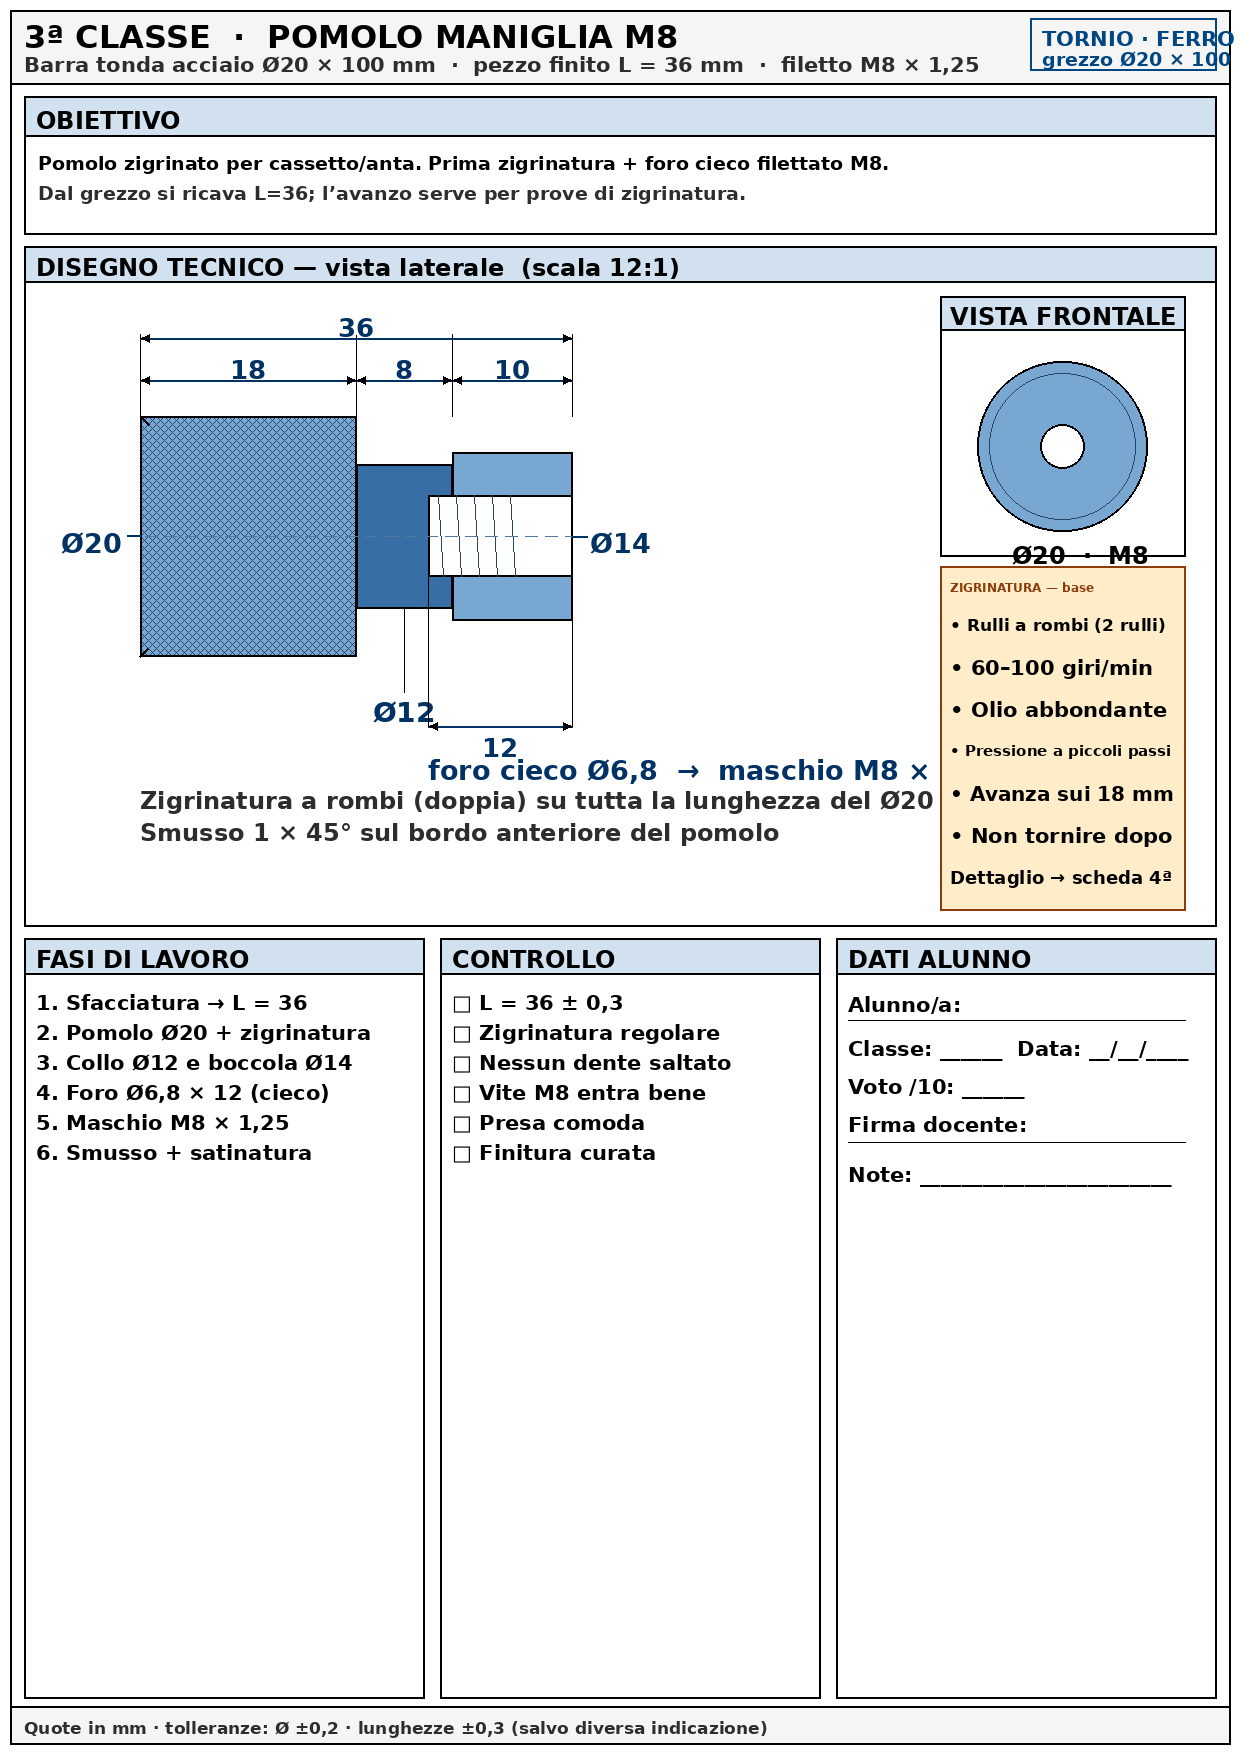 3ª CLASSE · POMOLO MANIGLIA M8
Barra tonda acciaio Ø20 × 100 mm · pezzo finito L = 36 mm · filetto M8 × 1,25
TORNIO · FERRO
grezzo Ø20 × 100
OBIETTIVO
Pomolo zigrinato per cassetto/anta. Prima zigrinatura + foro cieco filettato M8.
Dal grezzo si ricava L=36; l’avanzo serve per prove di zigrinatura.
DISEGNO TECNICO — vista laterale (scala 12:1)
36
18
8
10
Ø20
Ø14
Ø12
12
foro cieco Ø6,8 → maschio M8 ×
Zigrinatura a rombi (doppia) su tutta la lunghezza del Ø20
Smusso 1 × 45° sul bordo anteriore del pomolo
VISTA FRONTALE
Ø20 · M8
ZIGRINATURA — base
• Rulli a rombi (2 rulli)
• 60–100 giri/min
• Olio abbondante
• Pressione a piccoli passi
• Avanza sui 18 mm
• Non tornire dopo
Dettaglio → scheda 4ª
FASI DI LAVORO
1. Sfacciatura → L = 36
2. Pomolo Ø20 + zigrinatura
3. Collo Ø12 e boccola Ø14
4. Foro Ø6,8 × 12 (cieco)
5. Maschio M8 × 1,25
6. Smusso + satinatura
CONTROLLO
□ L = 36 ± 0,3
□ Zigrinatura regolare
□ Nessun dente saltato
□ Vite M8 entra bene
□ Presa comoda
□ Finitura curata
DATI ALUNNO
Alunno/a:
Classe: ______ Data: __/__/____
Voto /10: ______
Firma docente:
Note: ________________________
Quote in mm · tolleranze: Ø ±0,2 · lunghezze ±0,3 (salvo diversa indicazione)